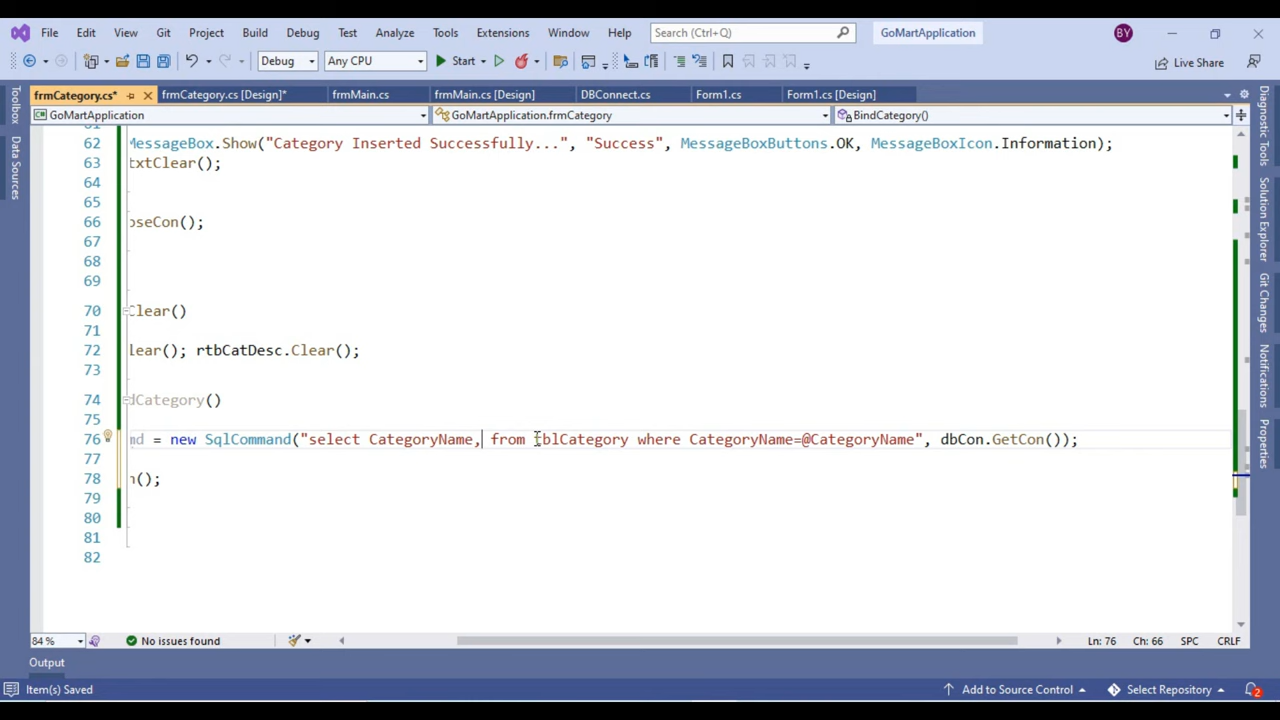 File Edit View Git Project Build Debug Test Analyze Tools Extensions Window Help Search (Ctrl+Q) GoMartApplication BY
Debug Any CPU Start Live Share
frmCategory.cs* frmCategory.cs [Design]* frmMain.cs frmMain.cs [Design] DBConnect.cs Form1.cs Form1.cs [Design]
GoMartApplication GoMartApplication.frmCategory BindCategory()
Toolbox
Data Sources
61
62 MessageBox.Show("Category Inserted Successfully...", "Success", MessageBoxButtons.OK, MessageBoxIcon.Information);
63 txtClear();
64
65
66 oseCon();
67
68
69
70 Clear()
71
72 lear(); rtbCatDesc.Clear();
73
74 dCategory()
75
76 md = new SqlCommand("select CategoryName, from tblCategory where CategoryName=@CategoryName", dbCon.GetCon());
77
78 n();
79
80
81
82
Diagnostic Tools
Solution Explorer
Git Changes
Notifications
Properties
84 % No issues found Ln: 76 Ch: 66 SPC CRLF
Output
Item(s) Saved Add to Source Control Select Repository 2